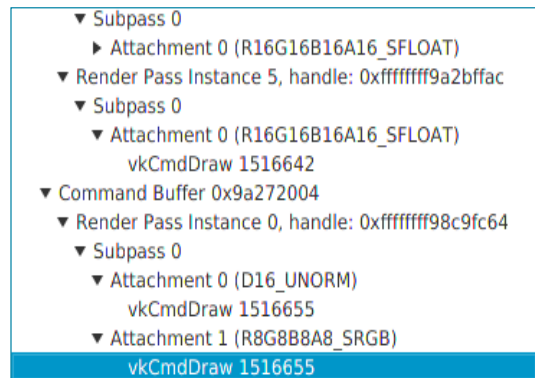 Subpass 0
Attachment 0 (R16G16B16A16_SFLOAT)
Render Pass Instance 5, handle: 0xffffffff9a2bffac
Subpass 0
Attachment 0 (R16G16B16A16_SFLOAT)
vkCmdDraw 1516642
Command Buffer 0x9a272004
Render Pass Instance 0, handle: 0xffffffff98c9fc64
Subpass 0
Attachment 0 (D16_UNORM)
vkCmdDraw 1516655
Attachment 1 (R8G8B8A8_SRGB)
vkCmdDraw 1516655